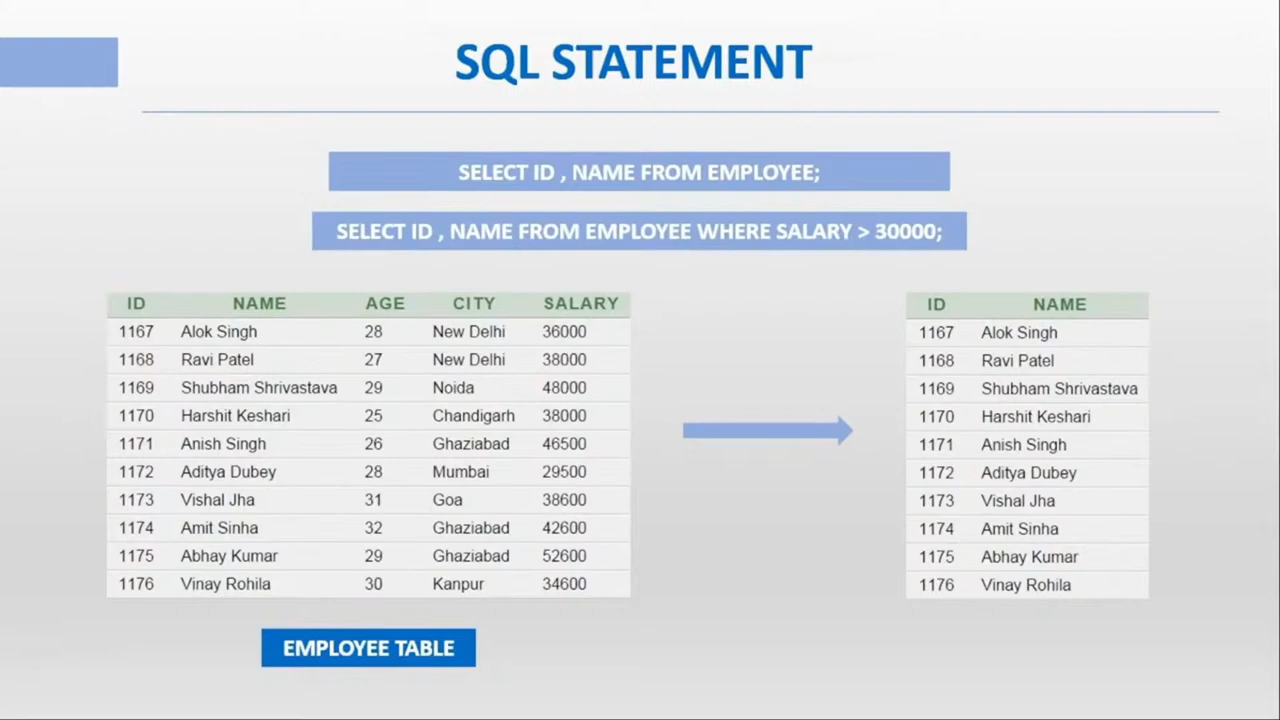 SQL STATEMENT
SELECT ID , NAME FROM EMPLOYEE;
SELECT ID , NAME FROM EMPLOYEE WHERE SALARY > 30000;
ID NAME AGE CITY SALARY
1167 Alok Singh 28 New Delhi 36000
1168 Ravi Patel 27 New Delhi 38000
1169 Shubham Shrivastava 29 Noida 48000
1170 Harshit Keshari 25 Chandigarh 38000
1171 Anish Singh 26 Ghaziabad 46500
1172 Aditya Dubey 28 Mumbai 29500
1173 Vishal Jha 31 Goa 38600
1174 Amit Sinha 32 Ghaziabad 42600
1175 Abhay Kumar 29 Ghaziabad 52600
1176 Vinay Rohila 30 Kanpur 34600
EMPLOYEE TABLE
ID NAME
1167 Alok Singh
1168 Ravi Patel
1169 Shubham Shrivastava
1170 Harshit Keshari
1171 Anish Singh
1172 Aditya Dubey
1173 Vishal Jha
1174 Amit Sinha
1175 Abhay Kumar
1176 Vinay Rohila